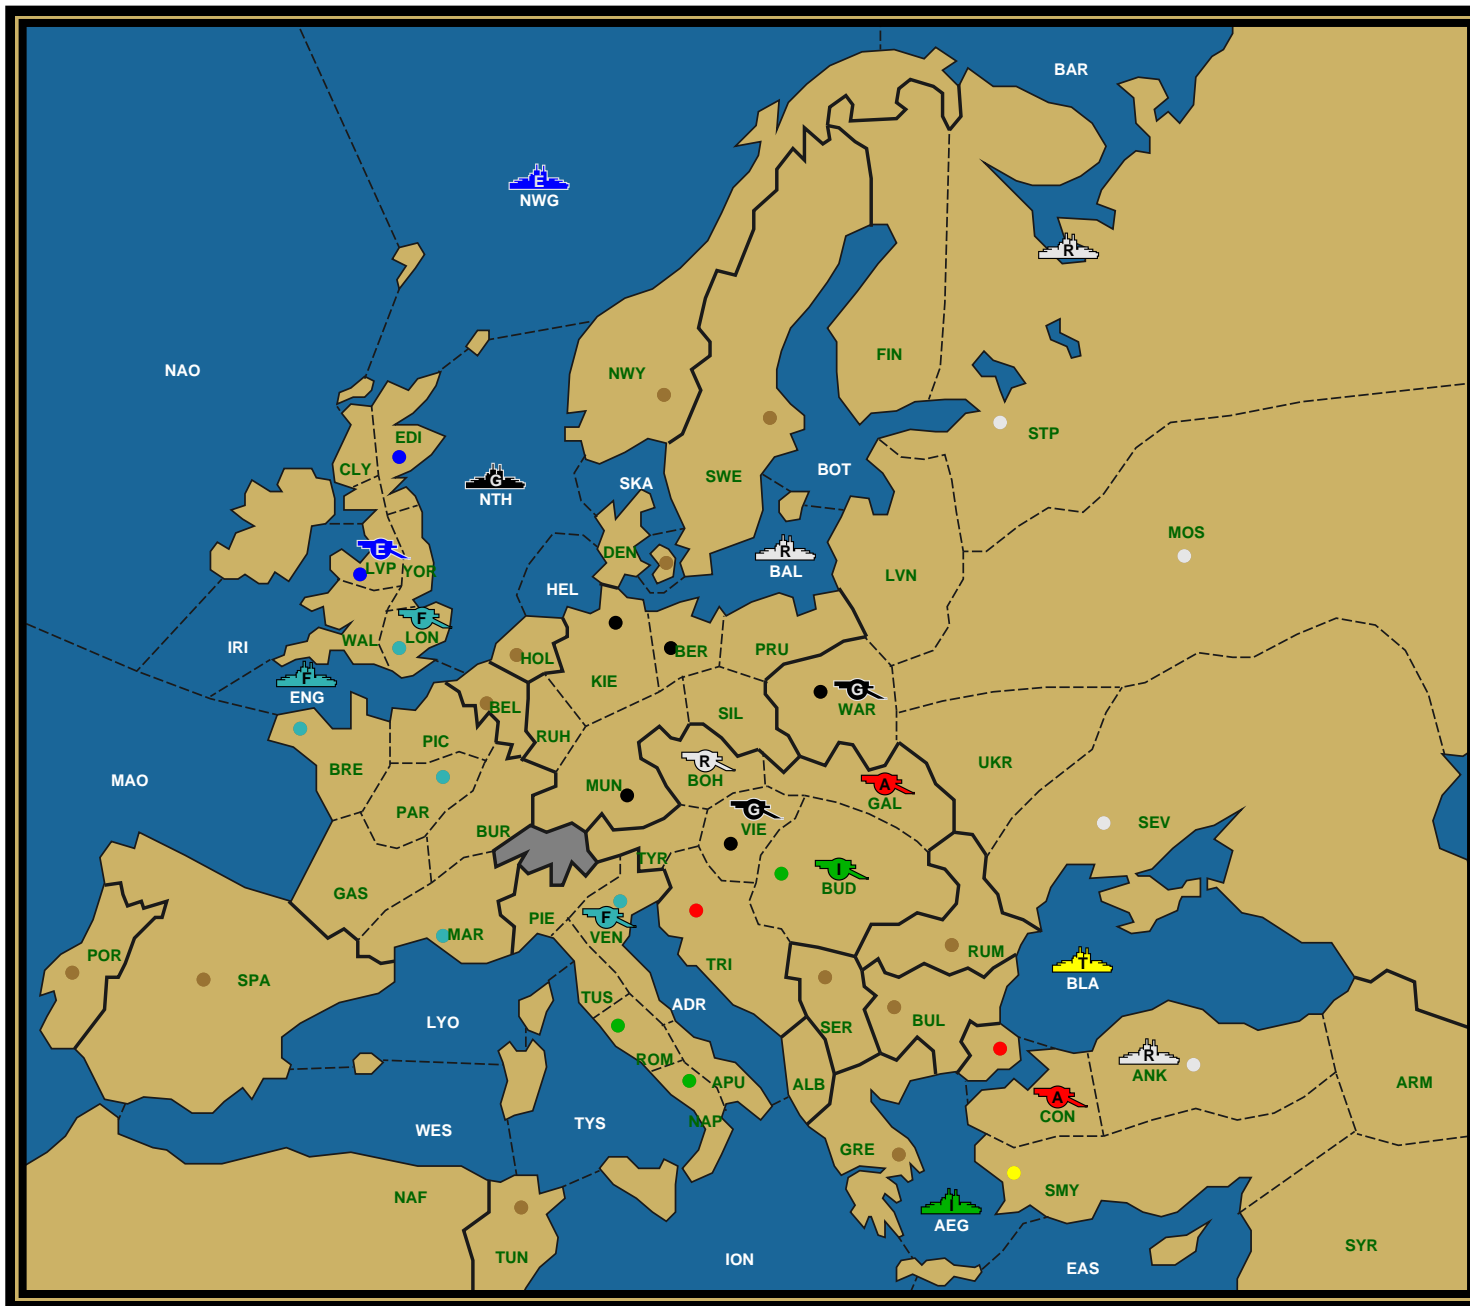 BAR
E
NWG
R
NAO
FIN
NWY
EDI
STP
CLY
G
NTH
SKA
SWE
BOT
MOS
E
LVP
YOR
DEN
R
BAL
LVN
HEL
F
LON
WAL
IRI
F
ENG
HOL
KIE
BER
PRU
G
WAR
BEL
SIL
RUH
PIC
BRE
R
BOH
UKR
MAO
MUN
A
GAL
PAR
G
VIE
SEV
BUR
TYR
I
BUD
GAS
PIE
F
VEN
MAR
POR
SPA
TRI
RUM
T
BLA
TUS
ADR
LYO
SER
BUL
ROM
APU
ALB
R
ANK
ARM
A
CON
NAP
TYS
WES
GRE
NAF
SMY
I
AEG
TUN
ION
EAS
SYR